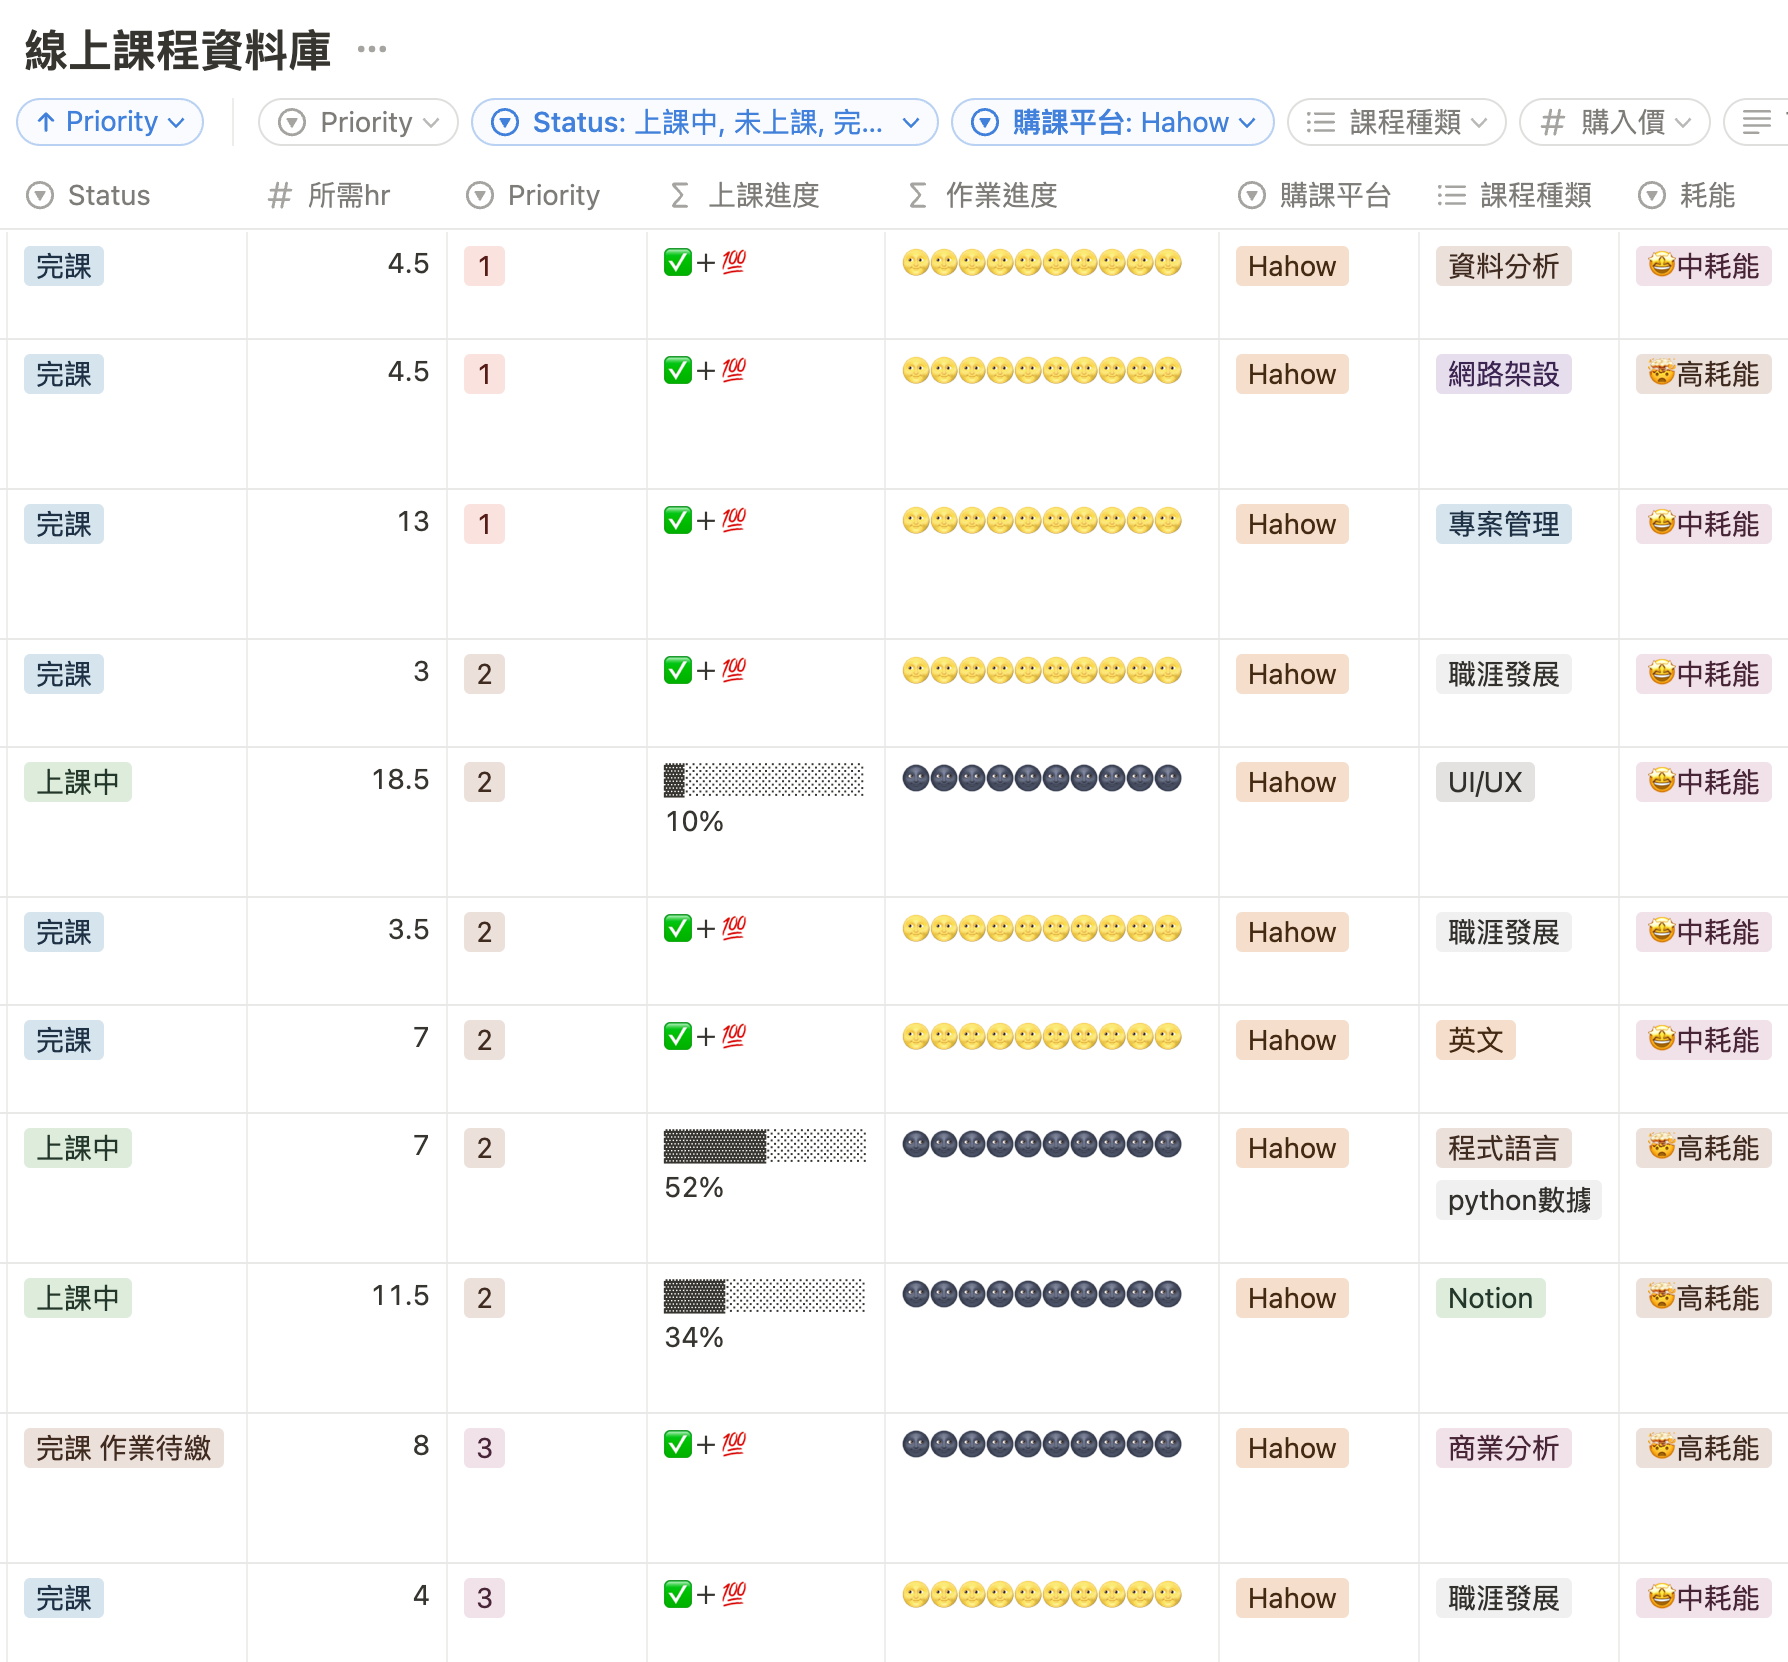 線上課程資料庫 ···
↑ Priority Priority Status: 上課中, 未上課, 完... 購課平台: Hahow 課程種類 # 購入價
Status # 所需hr Priority Σ 上課進度 Σ 作業進度 購課平台 課程種類 耗能
完課 4.5 1 ✅+💯 🌝🌝🌝🌝🌝🌝🌝🌝🌝🌝 Hahow 資料分析 🤩中耗能
完課 4.5 1 ✅+💯 🌝🌝🌝🌝🌝🌝🌝🌝🌝🌝 Hahow 網路架設 🤯高耗能
完課 13 1 ✅+💯 🌝🌝🌝🌝🌝🌝🌝🌝🌝🌝 Hahow 專案管理 🤩中耗能
完課 3 2 ✅+💯 🌝🌝🌝🌝🌝🌝🌝🌝🌝🌝 Hahow 職涯發展 🤩中耗能
上課中 18.5 2 ▓░░░░░░░░░ 🌚🌚🌚🌚🌚🌚🌚🌚🌚🌚 Hahow UI/UX 🤩中耗能
10%
完課 3.5 2 ✅+💯 🌝🌝🌝🌝🌝🌝🌝🌝🌝🌝 Hahow 職涯發展 🤩中耗能
完課 7 2 ✅+💯 🌝🌝🌝🌝🌝🌝🌝🌝🌝🌝 Hahow 英文 🤩中耗能
上課中 7 2 ▓▓▓▓▓░░░░░ 🌚🌚🌚🌚🌚🌚🌚🌚🌚🌚 Hahow 程式語言 🤯高耗能
52% python數據
上課中 11.5 2 ▓▓▓░░░░░░░ 🌚🌚🌚🌚🌚🌚🌚🌚🌚🌚 Hahow Notion 🤯高耗能
34%
完課 作業待繳 8 3 ✅+💯 🌚🌚🌚🌚🌚🌚🌚🌚🌚🌚 Hahow 商業分析 🤯高耗能
完課 4 3 ✅+💯 🌝🌝🌝🌝🌝🌝🌝🌝🌝🌝 Hahow 職涯發展 🤩中耗能